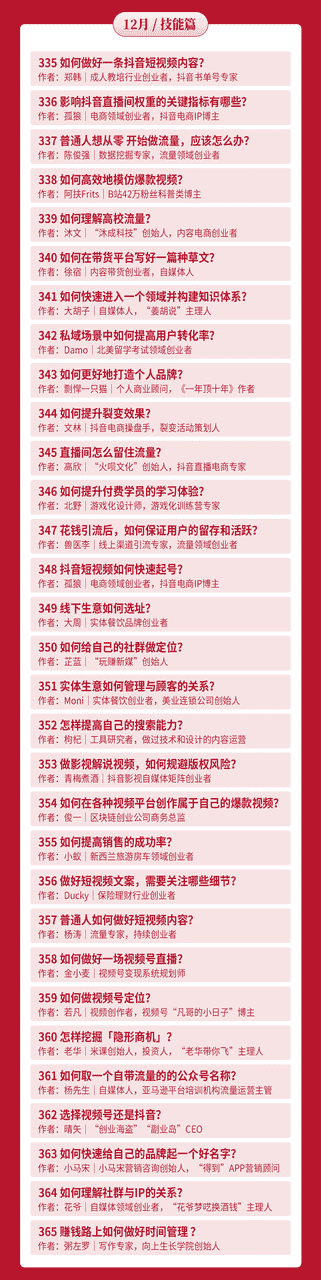 12月 / 技能篇
335 如何做好一条抖音短视频内容？
作者：郑韩｜成人教培行业创业者，抖音书单号专家
336 影响抖音直播间权重的关键指标有哪些？
作者：孤狼｜电商领域创业者，抖音电商IP博主
337 普通人想从零 开始做流量，应该怎么办？
作者：陈俊强｜数据挖掘专家，流量领域创业者
338 如何高效地模仿爆款视频？
作者：阿扶Frits｜B站42万粉丝科普类博主
339 如何理解高校流量？
作者：沐文｜“沐成科技”创始人，内容电商创业者
340 如何在带货平台写好一篇种草文？
作者：徐宿｜内容带货创业者，自媒体人
341 如何快速进入一个领域并构建知识体系？
作者：大胡子｜自媒体人，“姜胡说”主理人
342 私域场景中如何提高用户转化率？
作者：Damo｜北美留学考试领域创业者
343 如何更好地打造个人品牌？
作者：剽悍一只猫｜个人商业顾问，《一年顶十年》作者
344 如何提升裂变效果？
作者：文林｜抖音电商操盘手，裂变活动策划人
345 直播间怎么留住流量？
作者：高欣｜“火呗文化”创始人，抖音直播电商专家
346 如何提升付费学员的学习体验？
作者：北野｜游戏化设计师，游戏化训练营专家
347 花钱引流后，如何保证用户的留存和活跃？
作者：兽医李｜线上渠道引流专家，流量领域创业者
348 抖音短视频如何快速起号？
作者：孤狼｜电商领域创业者，抖音电商IP博主
349 线下生意如何选址？
作者：大周｜实体餐饮品牌创业者
350 如何给自己的社群做定位？
作者：芷蓝｜“玩赚新媒”创始人
351 实体生意如何管理与顾客的关系？
作者：Moni｜实体餐饮创业者，美业连锁公司创始人
352 怎样提高自己的搜索能力？
作者：枸杞｜工具研究者，做过技术和设计的内容运营
353 做影视解说视频，如何规避版权风险？
作者：青梅煮酒｜抖音影视自媒体矩阵创业者
354 如何在各种视频平台创作属于自己的爆款视频？
作者：俊一｜区块链创业公司商务总监
355 如何提高销售的成功率？
作者：小蚁｜新西兰旅游房车领域创业者
356 做好短视频文案，需要关注哪些细节？
作者：Ducky｜保险理财行业创业者
357 普通人如何做好短视频内容？
作者：杨涛｜流量专家，持续创业者
358 如何做好一场视频号直播？
作者：金小麦｜视频号变现系统规划师
359 如何做视频号定位？
作者：若凡｜视频创作者，视频号“凡哥的小日子”博主
360 怎样挖掘「隐形商机」？
作者：老华｜米课创始人，投资人，“老华带你飞”主理人
361 如何取一个自带流量的的公众号名称？
作者：杨先生｜自媒体人，亚马逊平台培训机构流量运营主管
362 选择视频号还是抖音？
作者：晴矢｜“创业海盗”“副业岛”CEO
363 如何快速给自己的品牌起一个好名字？
作者：小马宋｜小马宋营销咨询创始人，“得到”APP营销顾问
364 如何理解社群与IP的关系？
作者：花爷｜自媒体领域创业者，“花爷梦呓换酒钱”主理人
365 赚钱路上如何做好时间管理 ？
作者：粥左罗｜写作专家，向上生长学院创始人